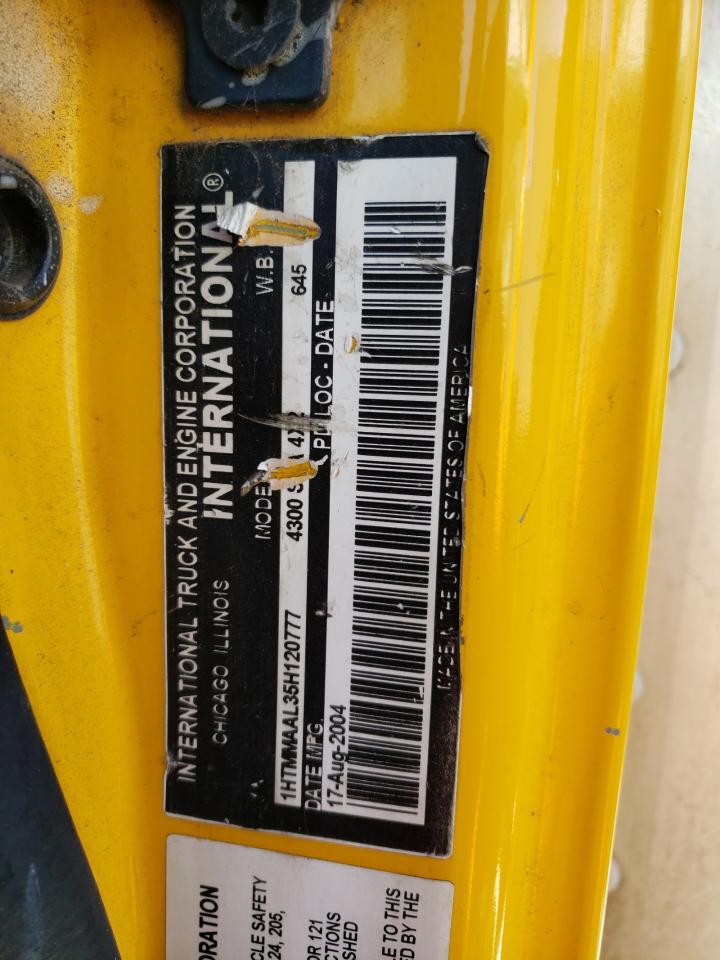 INTERNATIONAL TRUCK AND ENGINE CORPORATION
CHICAGO ILLINOIS INTERNATIONAL®
W.B.
1HTMMAAL35H120777 4300 4X2 645
DATE MFG. LOC - DATE
17-Aug-2004
MADE IN THE UNITED STATES OF AMERICA
ORATION
CLE SAFETY
24, 205,
OR 121
CTIONS
SHED
LE TO THIS
D BY THE